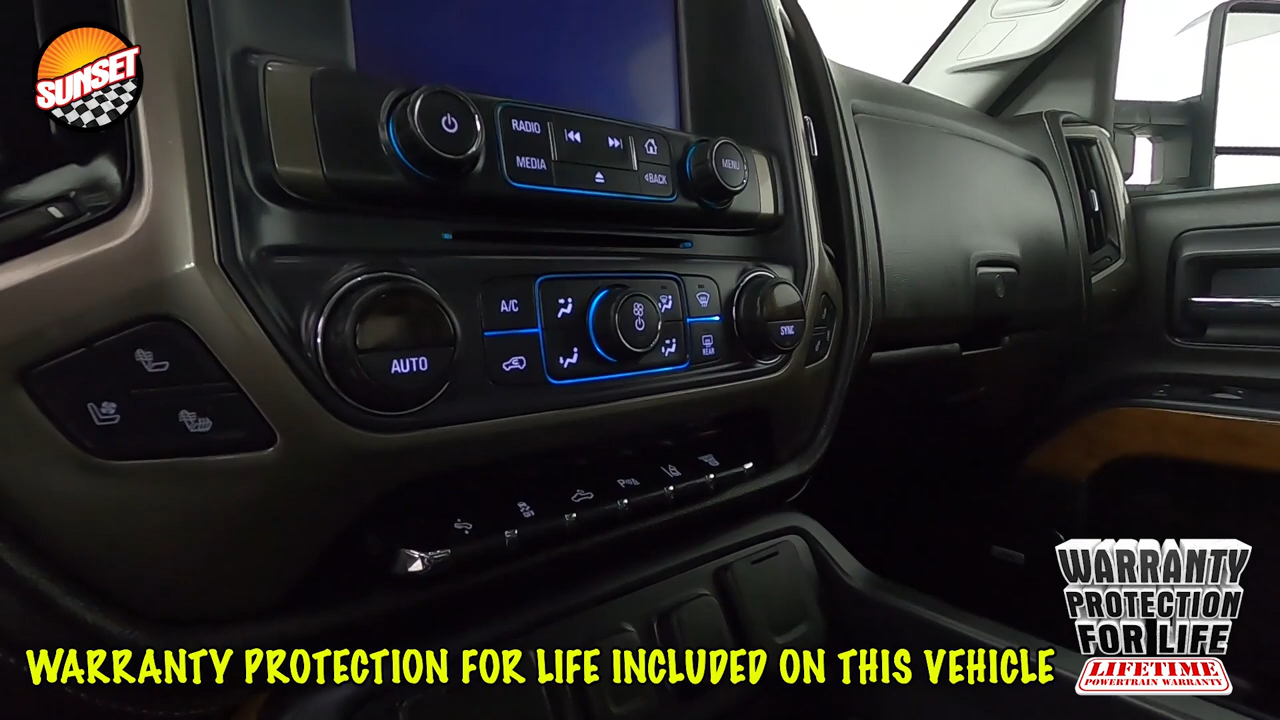 SUNSET
RADIO
MEDIA
BACK
MENU
A/C
AUTO
SYNC
REAR
WARRANTY
PROTECTION
FOR LIFE
LIFETIME
POWERTRAIN WARRANTY
WARRANTY PROTECTION FOR LIFE INCLUDED ON THIS VEHICLE